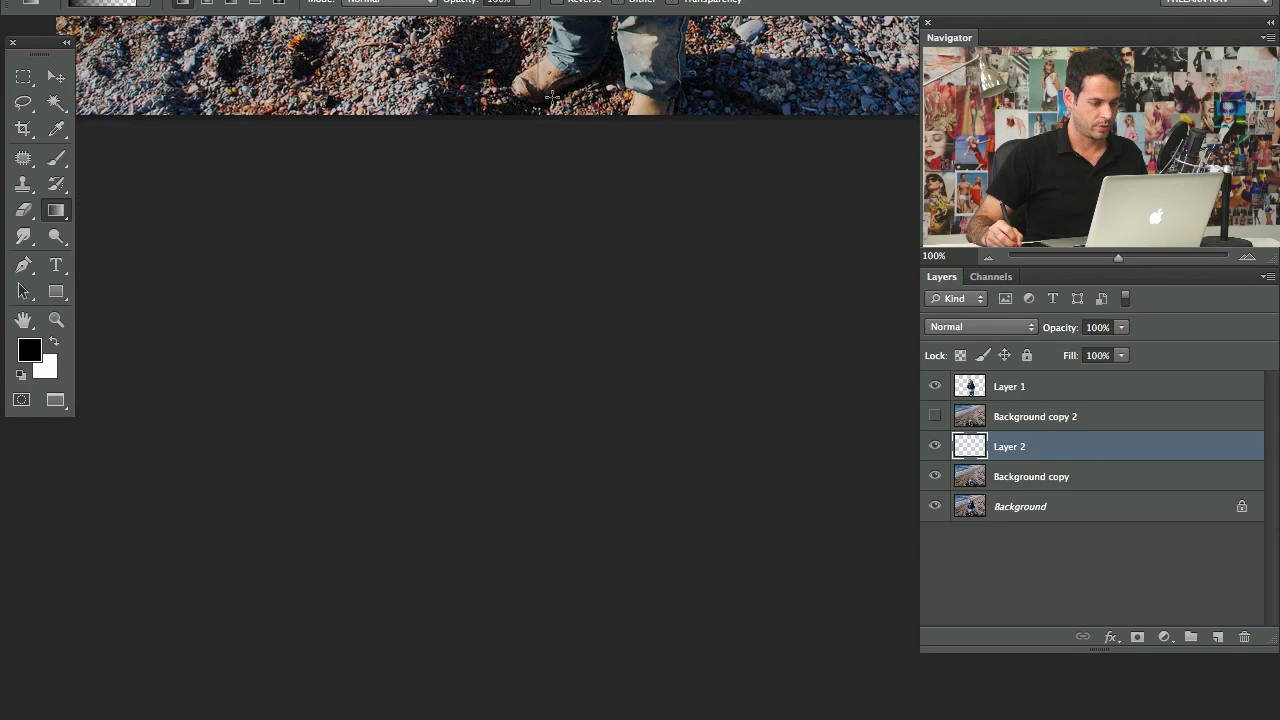 Mode: Normal Opacity: 100% Reverse Dither Transparency
Navigator
100%
Layers Channels
Kind
Normal Opacity: 100%
Lock: Fill: 100%
Layer 1
Background copy 2
Layer 2
Background copy
Background
T
fx